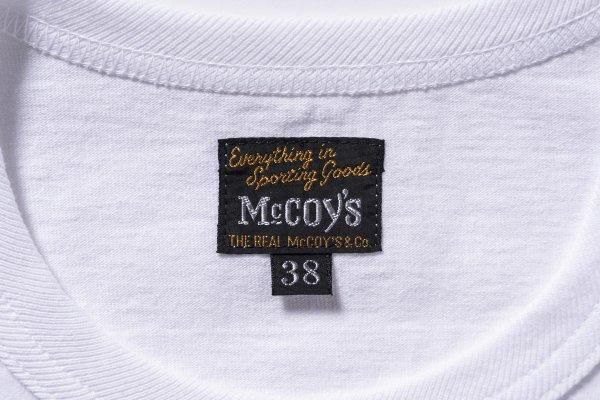 Everything in
Sporting Goods
McCOY'S
THE REAL McCOY'S & Co.
38